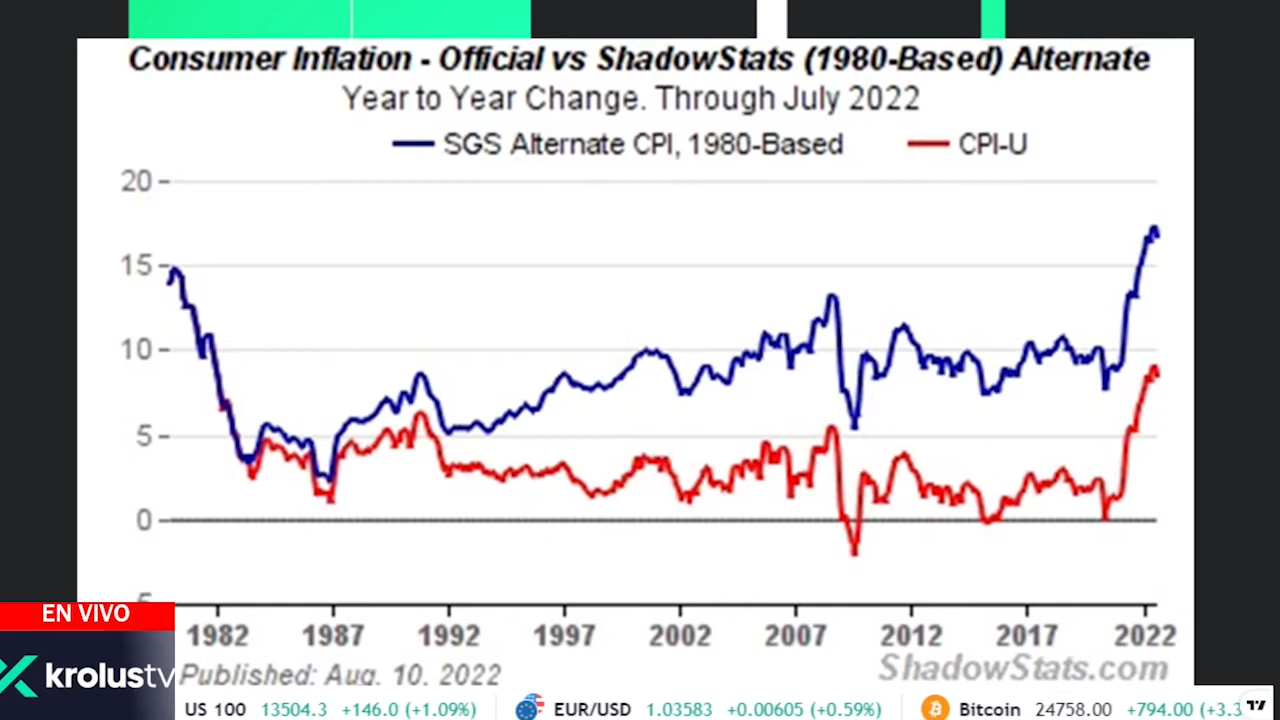 Consumer Inflation - Official vs ShadowStats (1980-Based) Alternate
Year to Year Change. Through July 2022
SGS Alternate CPI, 1980-Based CPI-U
20
15
10
5
0
5
1982 1987 1992 1997 2002 2007 2012 2017 2022
Published: Aug. 10, 2022 ShadowStats.com
EN VIVO
krolustv
US 100 13504.3 +146.0 (+1.09%) EUR/USD 1.03583 +0.00605 (+0.59%) Bitcoin 24758.00 +794.00 (+3.3